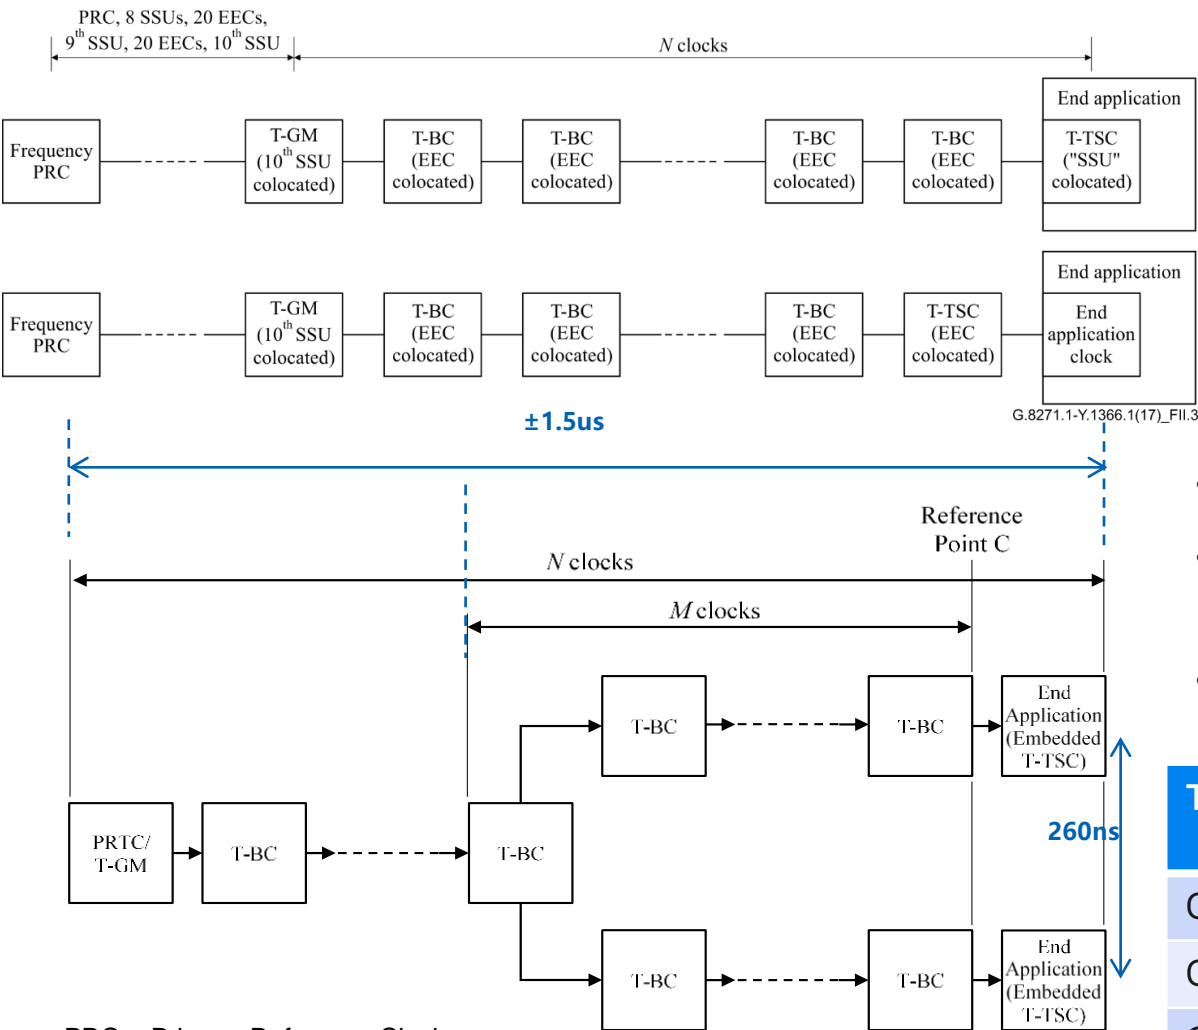 PRC, 8 SSUs, 20 EECs,
9th SSU, 20 EECs, 10th SSU
N clocks
Frequency
PRC
T-GM
(10th SSU
colocated)
T-BC
(EEC
colocated)
T-BC
(EEC
colocated)
T-BC
(EEC
colocated)
T-BC
(EEC
colocated)
End application
T-TSC
("SSU"
colocated)
Frequency
PRC
T-GM
(10th SSU
colocated)
T-BC
(EEC
colocated)
T-BC
(EEC
colocated)
T-BC
(EEC
colocated)
T-TSC
(EEC
colocated)
End application
End
application
clock
G.8271.1-Y.1366.1(17)_FII.3
±1.5us
Reference
Point C
N clocks
M clocks
T-BC
T-BC
End
Application
(Embedded
T-TSC)
PRTC/
T-GM
T-BC
T-BC
260ns
T-BC
T-BC
End
Application
(Embedded
T-TSC)